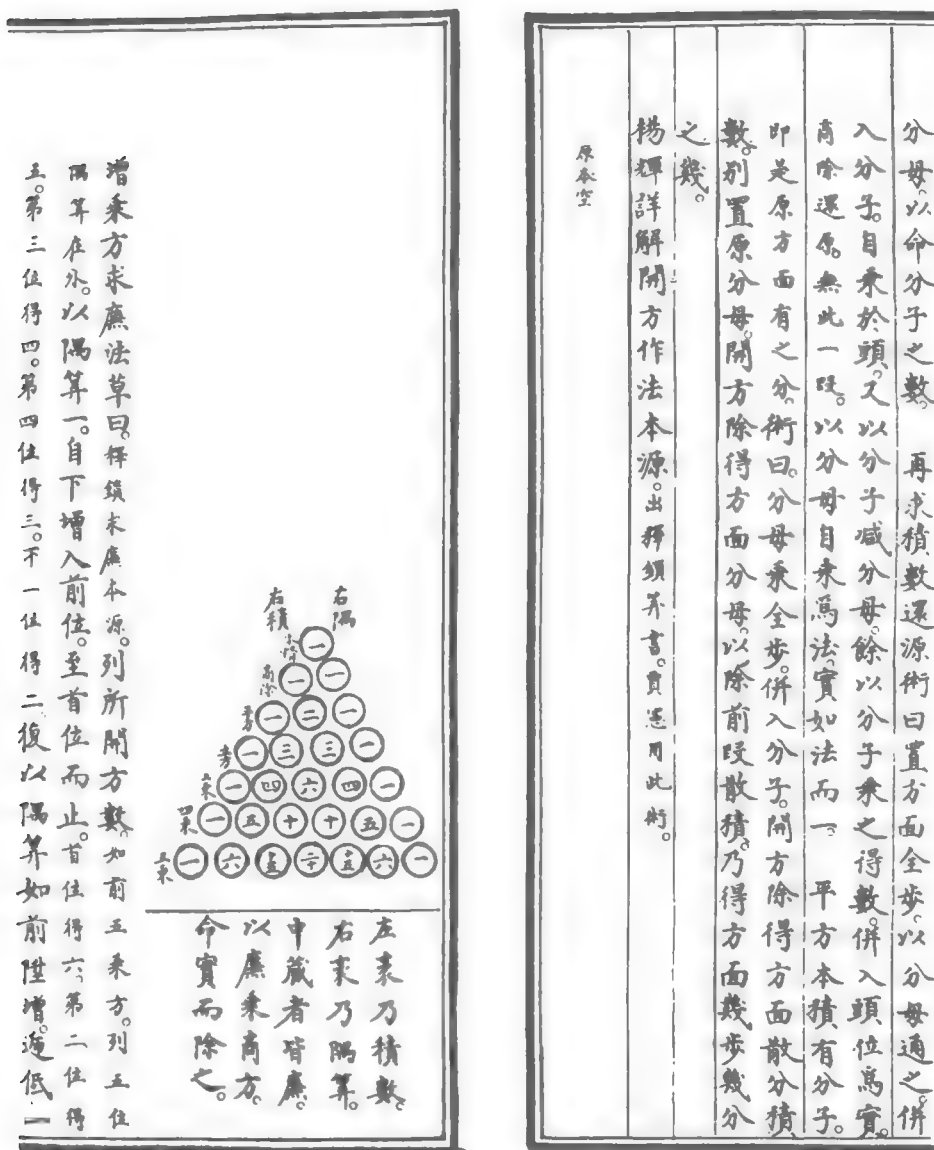 分母。以命分子之數。　再求積數還源術曰置方面全步。以分母通之。併
入分子。自乘於頭。又以分子減分母。餘以分子乘之得數。併入頭位爲實。
商除還原。無此一段。以分母自乘爲法。實如法而一　平方本積有分子。
即是原方面有之分。術曰。分母乘全步。併入分子。開方除得方面散分積
數。別置原分母。開方除得方面分母。以除前段散積。乃得方面幾步幾分
之幾。
楊輝詳解開方作法本源。出釋鎖算書。賈憲用此術。
原本空
右隅
右積
一
商除 一 一
平方 一 二 一
一 三 三 一
三乘 一 四 六 四 一
四乘 一 五 十 十 五 一
五乘 一 六 十五 二十 十五 六 一
左袤乃積數。
右袤乃隅算。
中藏者皆廉。
以廉乘商方。
命實而除之。
增乘方求廉法草曰。釋鎖求廉本源。列所開方數。如前五乘方。列五位
隅算在外。以隅算一。自下增入前位。至首位而止。首位得六、第二位得
五。第三位得四。第四位得三。不一位得二復以隅算如前陞增。遞低一